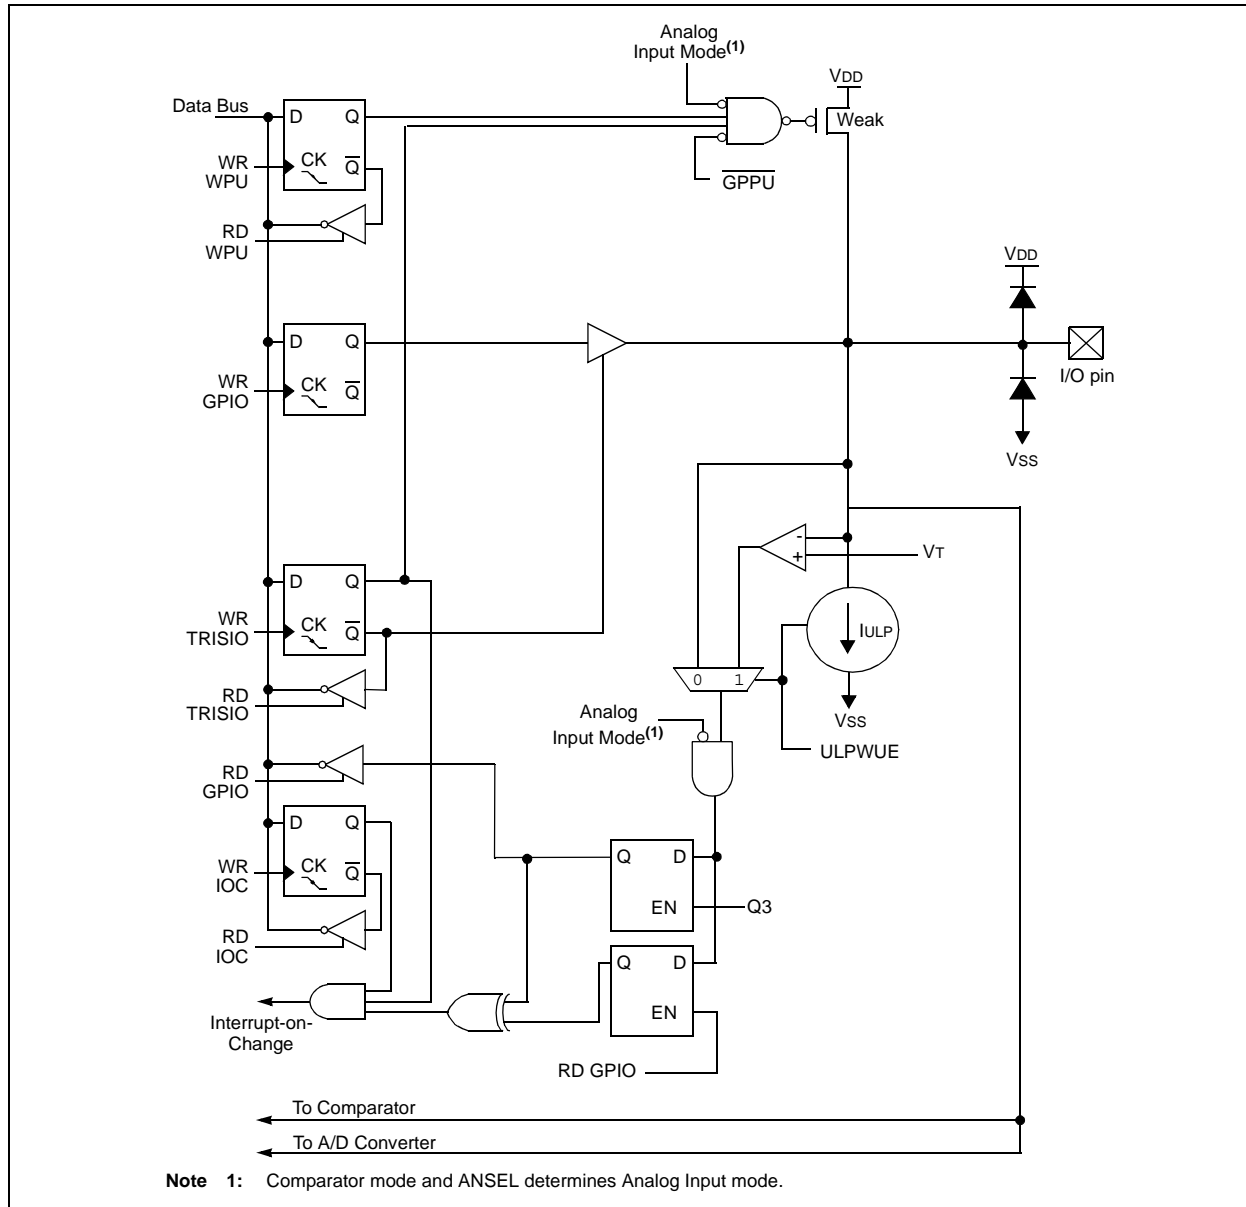 Analog
Input Mode(1)
VDD
Data Bus
D Q
Weak
WR
WPU
CK Q
GPPU
RD
WPU
VDD
D Q
WR
GPIO
CK Q
I/O pin
VSS
-
+
VT
D Q
WR
TRISIO
CK Q
IULP
RD
TRISIO
0 1
VSS
Analog
Input Mode(1)
ULPWUE
RD
GPIO
D Q
WR
IOC
CK Q
Q D
EN
Q3
RD
IOC
Q D
EN
Interrupt-on-
Change
RD GPIO
To Comparator
To A/D Converter
Note 1: Comparator mode and ANSEL determines Analog Input mode.